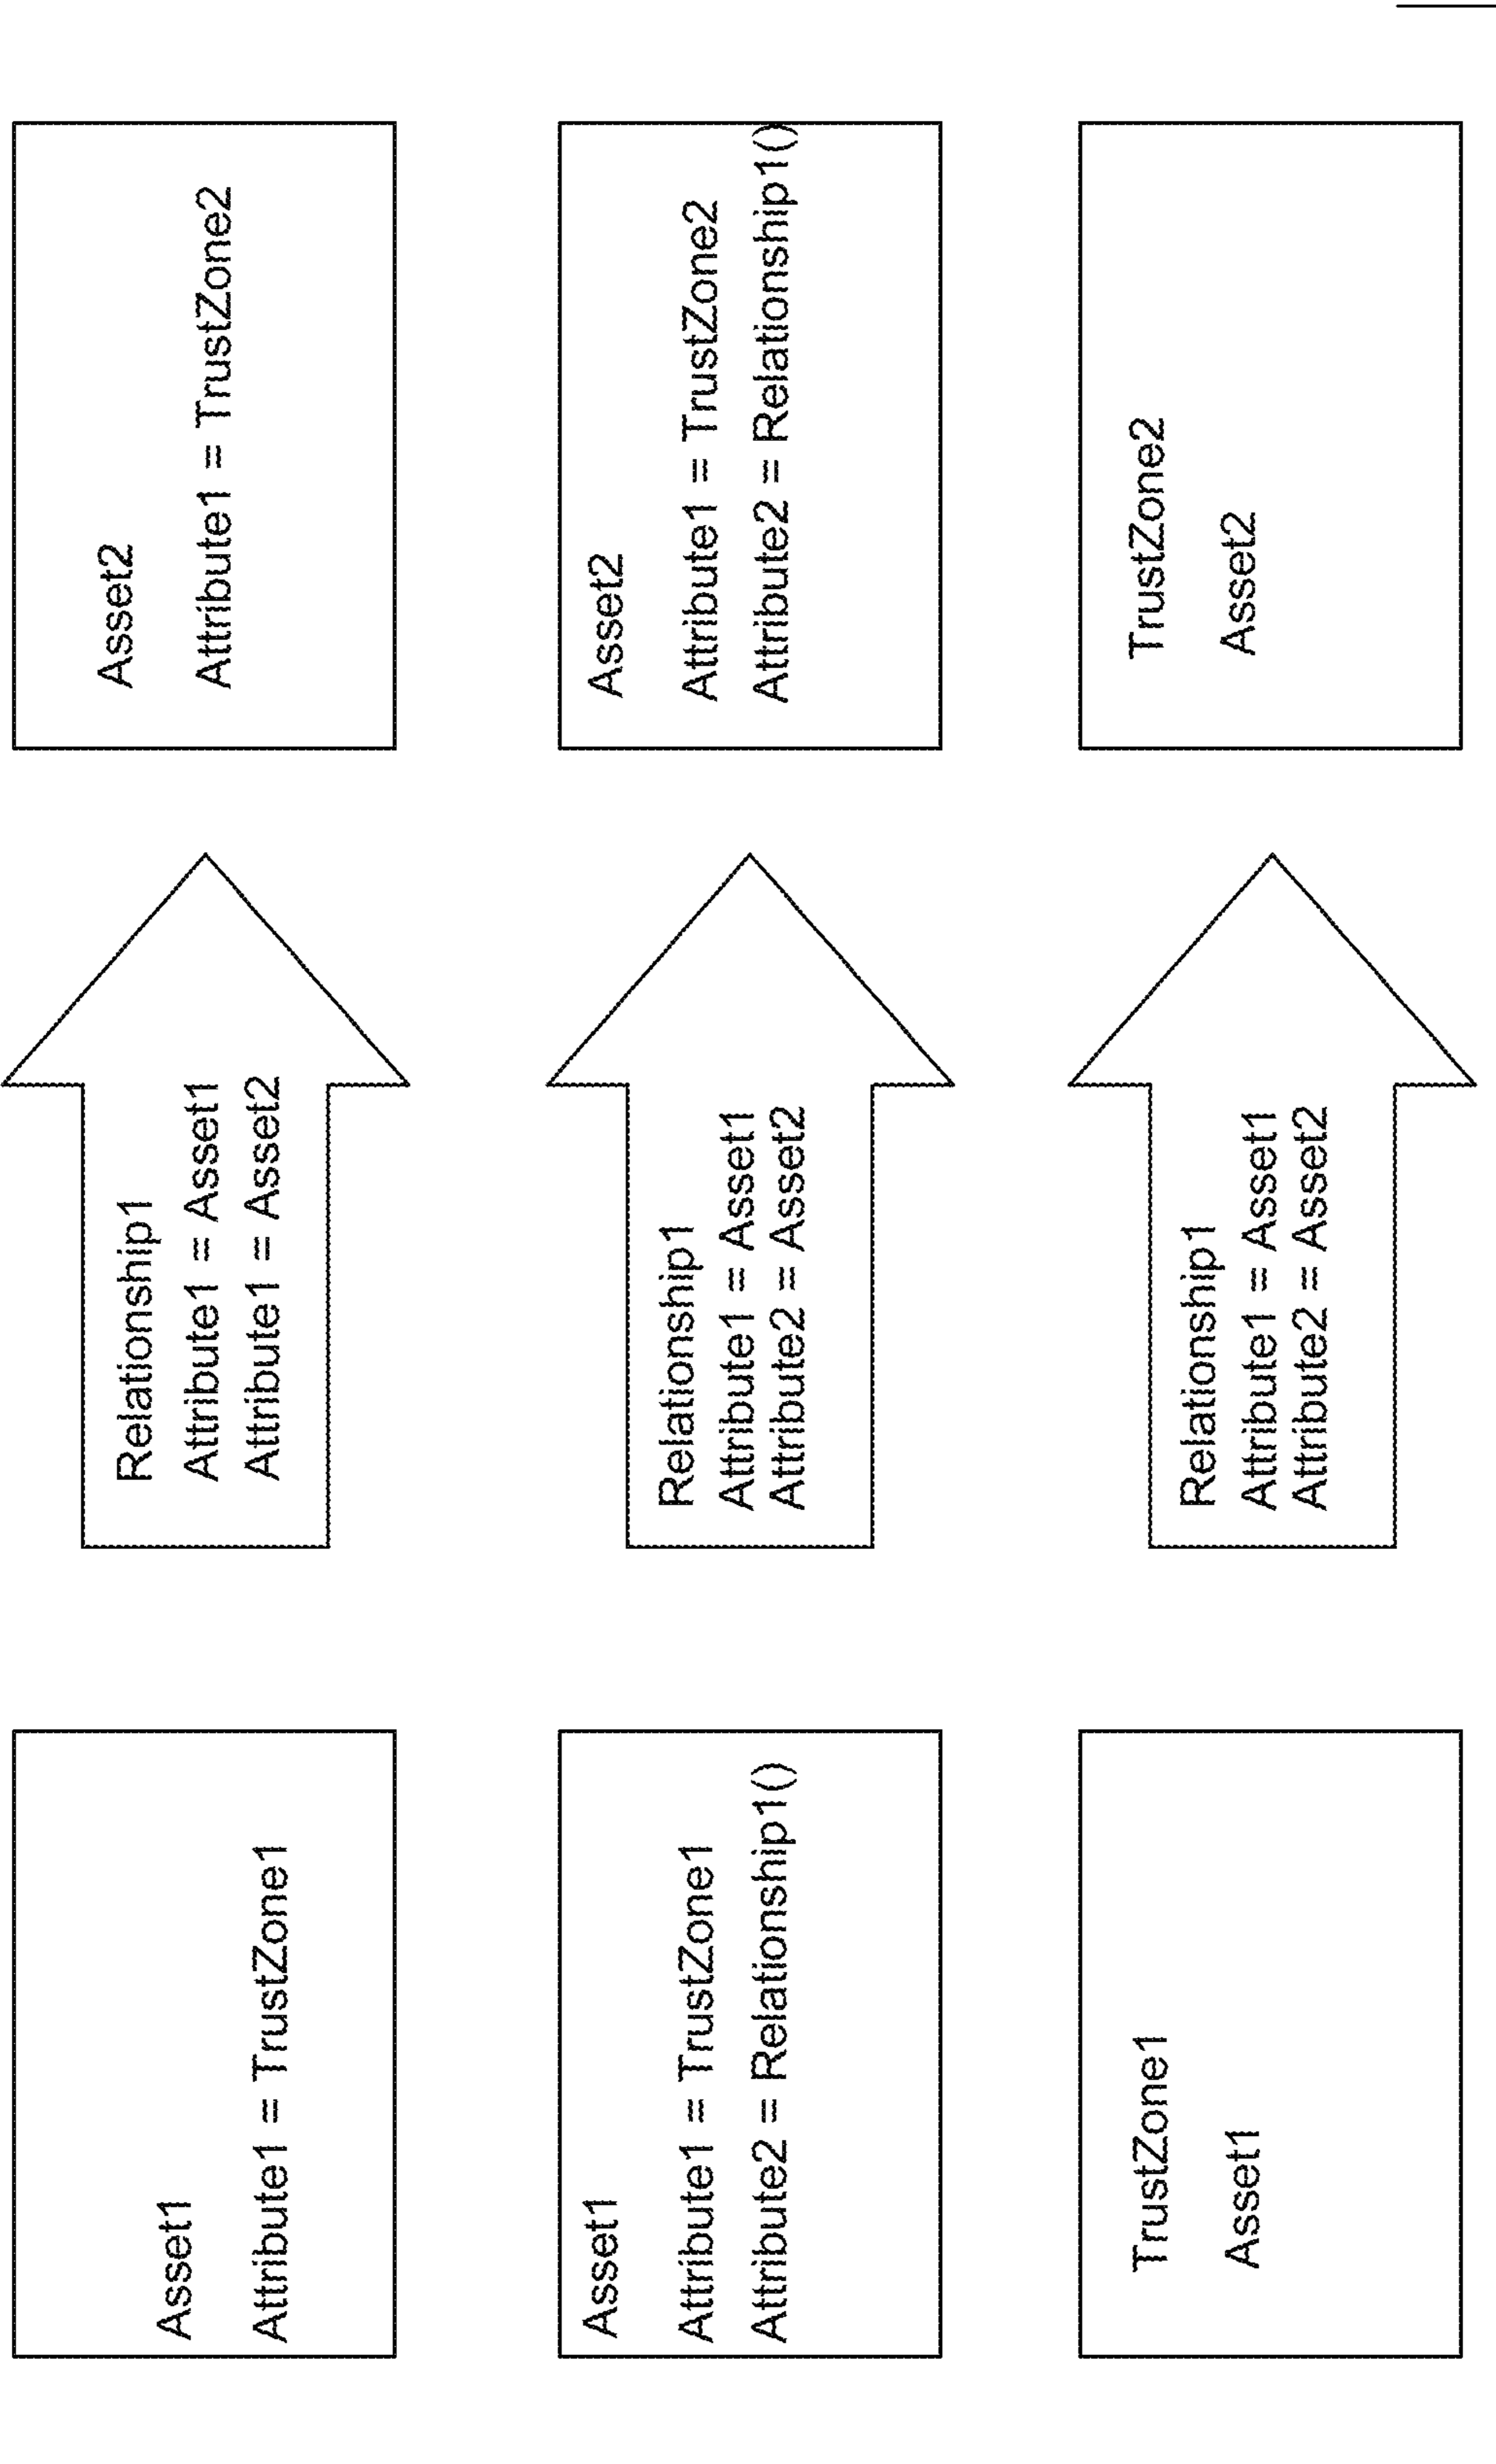 Asset1
Attribute1 = TrustZone1
Relationship1
Attribute1 = Asset1
Attribute1 = Asset2
Asset2
Attribute1 = TrustZone2
Asset1
Attribute1 = TrustZone1
Attribute2 = Relationship1()
Relationship1
Attribute1 = Asset1
Attribute2 = Asset2
Asset2
Attribute1 = TrustZone2
Attribute2 = Relationship1()
TrustZone1
Asset1
Relationship1
Attribute1 = Asset1
Attribute2 = Asset2
TrustZone2
Asset2